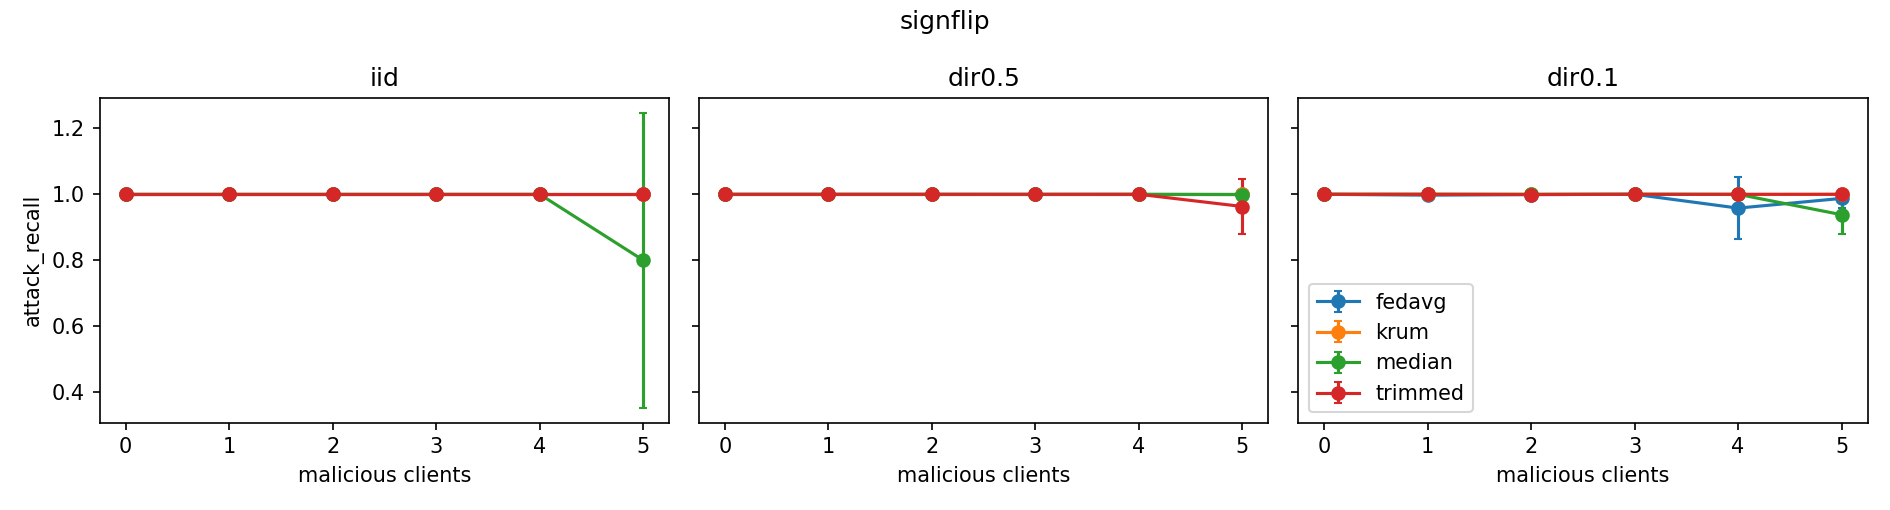 signflip
iid
dir0.5
dir0.1
attack_recall
1.2
1.0
0.8
0.6
0.4
0 1 2 3 4 5
malicious clients
0 1 2 3 4 5
malicious clients
0 1 2 3 4 5
malicious clients
fedavg
krum
median
trimmed